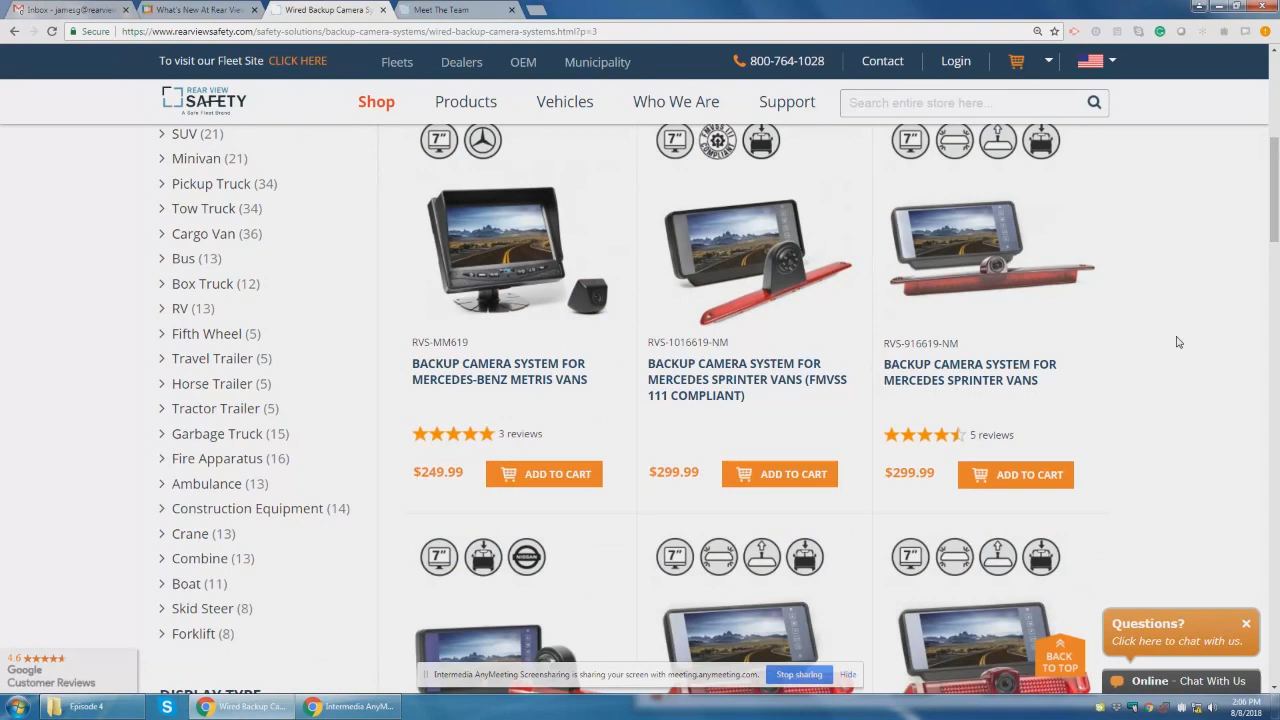 Inbox - jamesg@rearvie
What's New At Rear View
Wired Backup Camera Sy
Meet The Team
Secure
https://www.rearviewsafety.com/safety-solutions/backup-camera-systems/wired-backup-camera-systems.html?p=3
To visit our Fleet Site CLICK HERE
Fleets
Dealers
OEM
Municipality
800-764-1028
Contact
Login
REAR VIEW
SAFETY
A Safe Fleet Brand
Shop
Products
Vehicles
Who We Are
Support
Search entire store here...
SUV (21)
Minivan (21)
Pickup Truck (34)
Tow Truck (34)
Cargo Van (36)
Bus (13)
Box Truck (12)
RV (13)
Fifth Wheel (5)
Travel Trailer (5)
Horse Trailer (5)
Tractor Trailer (5)
Garbage Truck (15)
Fire Apparatus (16)
Ambulance (13)
Construction Equipment (14)
Crane (13)
Combine (13)
Boat (11)
Skid Steer (8)
Forklift (8)
DISPLAY TYPE
7"
7"
FMVSS 111 COMPLIANT
7"
RVS-MM619
BACKUP CAMERA SYSTEM FOR
MERCEDES-BENZ METRIS VANS
3 reviews
$249.99
ADD TO CART
RVS-1016619-NM
BACKUP CAMERA SYSTEM FOR
MERCEDES SPRINTER VANS (FMVSS
111 COMPLIANT)
$299.99
ADD TO CART
RVS-916619-NM
BACKUP CAMERA SYSTEM FOR
MERCEDES SPRINTER VANS
5 reviews
$299.99
ADD TO CART
7"
NISSAN
7"
7"
4.6
Google
Customer Reviews
Intermedia AnyMeeting Screensharing is sharing your screen with meeting.anymeeting.com.
Stop sharing
Hide
BACK
TO TOP
Questions?
Click here to chat with us.
Online - Chat With Us
Episode 4
Wired Backup Ca...
Intermedia AnyM...
2:06 PM
8/8/2018